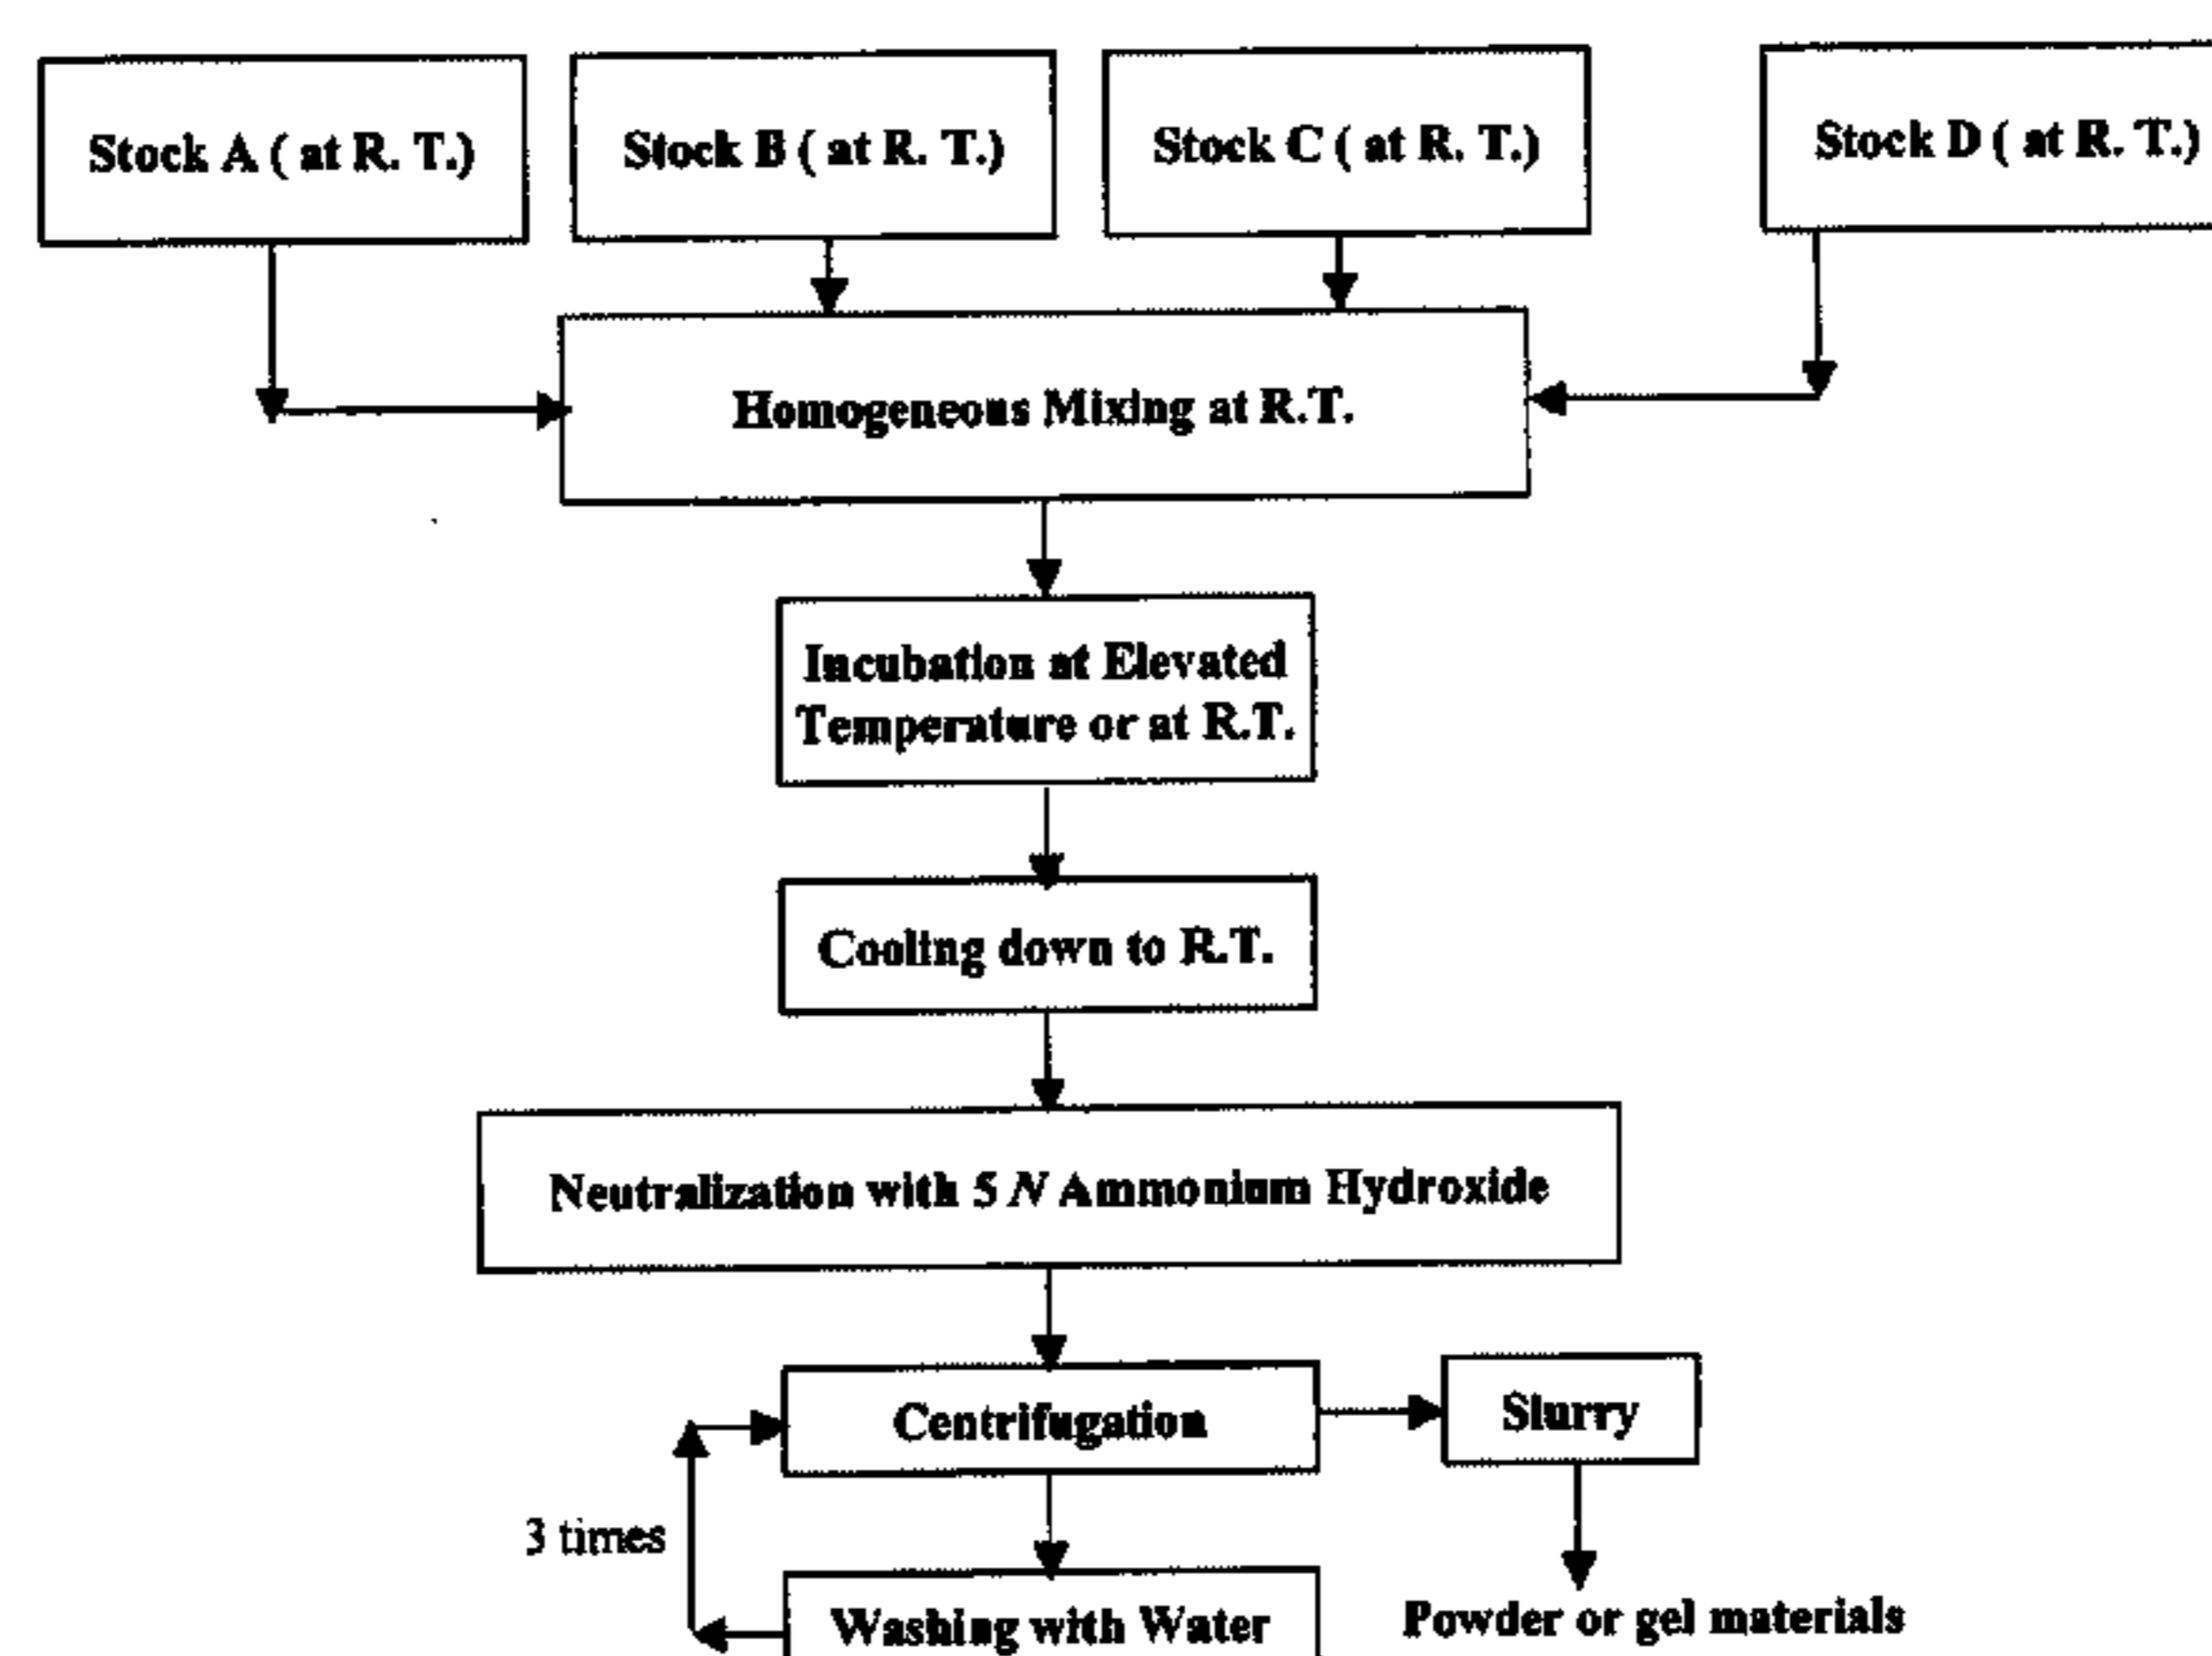 Stock A ( at R. T.)
Stock B ( at R. T.)
Stock C ( at R. T.)
Stock D ( at R. T.)
Homogeneous Mixing at R.T.
Incubation at Elevated
Temperature or at R.T.
Cooling down to R.T.
Neutralization with 5 N Ammonium Hydroxide
Centrifugation
Slurry
3 times
Washing with Water
Powder or gel materials